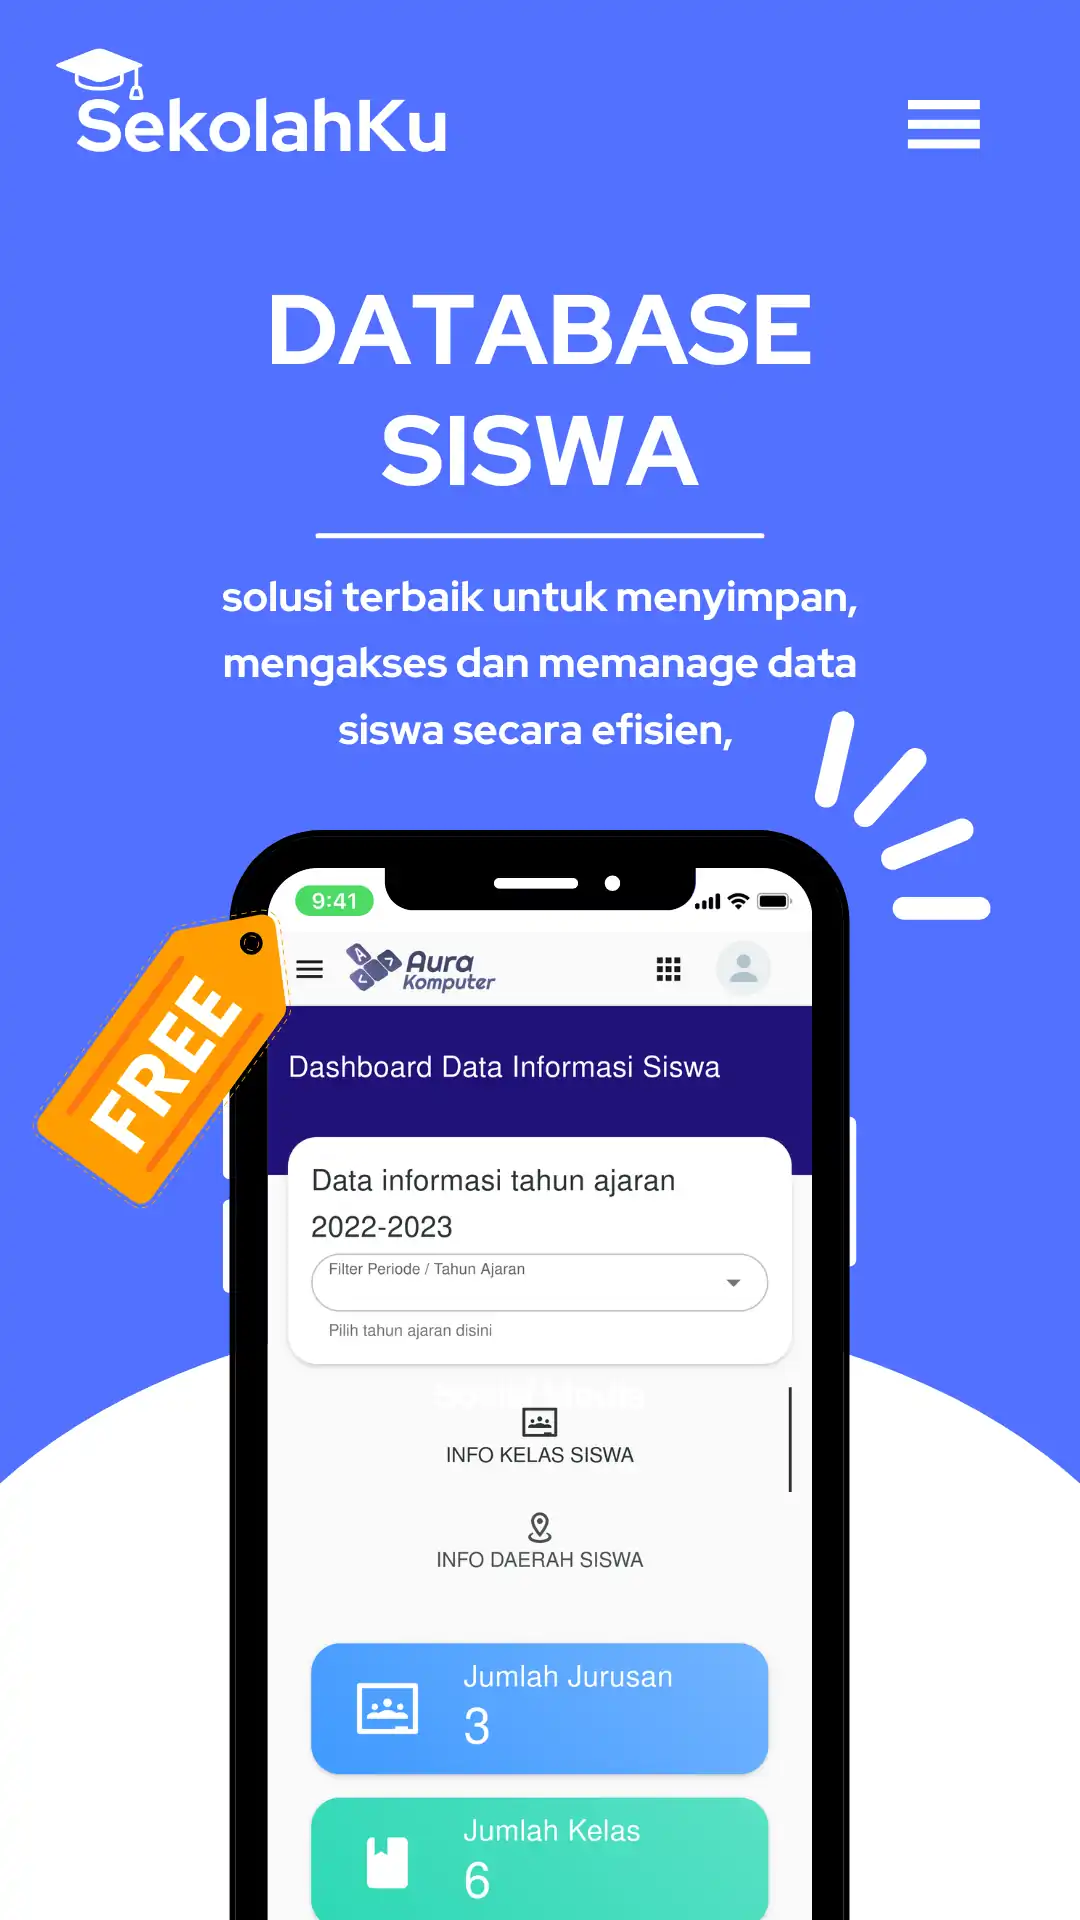 SekolahKu
DATABASE
SISWA
solusi terbaik untuk menyimpan,
mengakses dan memanage data
siswa secara efisien,
9:41
Aura
Komputer
FREE
Dashboard Data Informasi Siswa
Data informasi tahun ajaran
2022-2023
Filter Periode / Tahun Ajaran
Pilih tahun ajaran disini
INFO KELAS SISWA
INFO DAERAH SISWA
Jumlah Jurusan
3
Jumlah Kelas
6